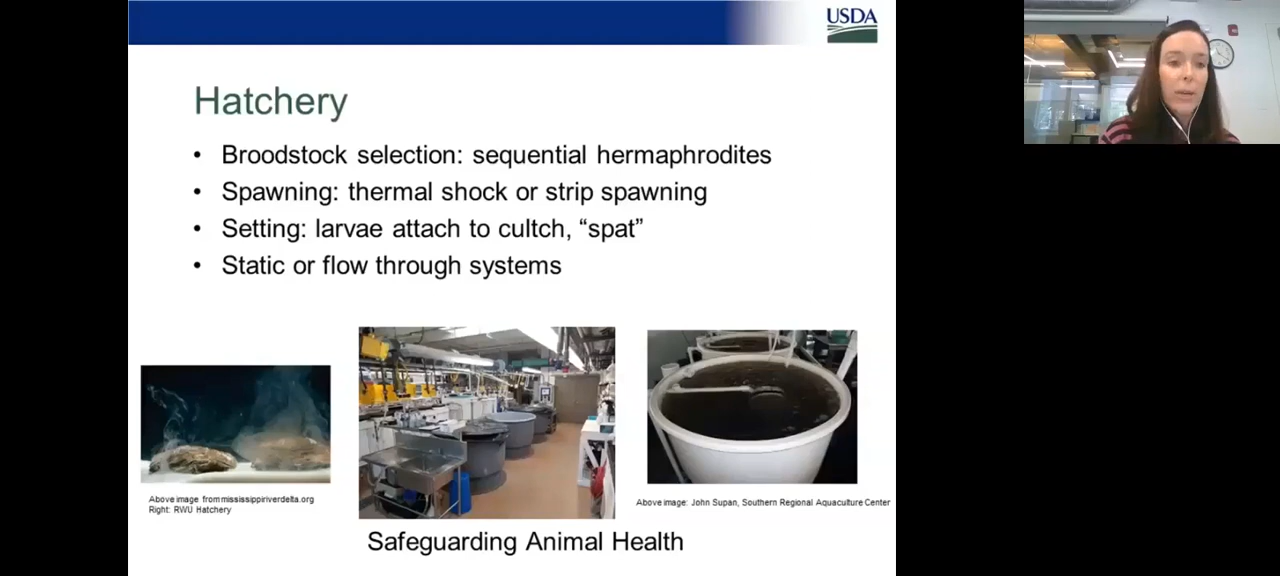 USDA
Hatchery
• Broodstock selection: sequential hermaphrodites
• Spawning: thermal shock or strip spawning
• Setting: larvae attach to cultch, “spat”
• Static or flow through systems
Above image from mississippiriverdelta.org
Right: RWU Hatchery
Above image: John Supan, Southern Regional Aquaculture Center
Safeguarding Animal Health